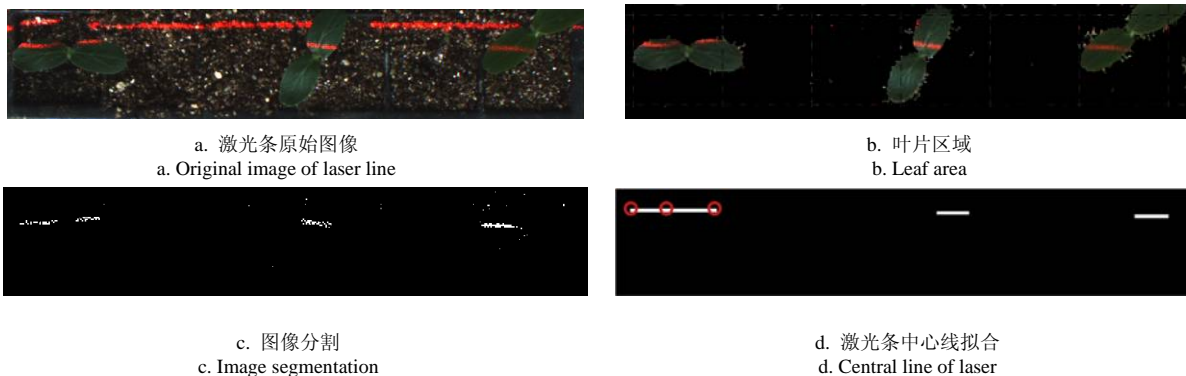 a. 激光条原始图像
a. Original image of laser line
b. 叶片区域
b. Leaf area
c. 图像分割
c. Image segmentation
d. 激光条中心线拟合
d. Central line of laser